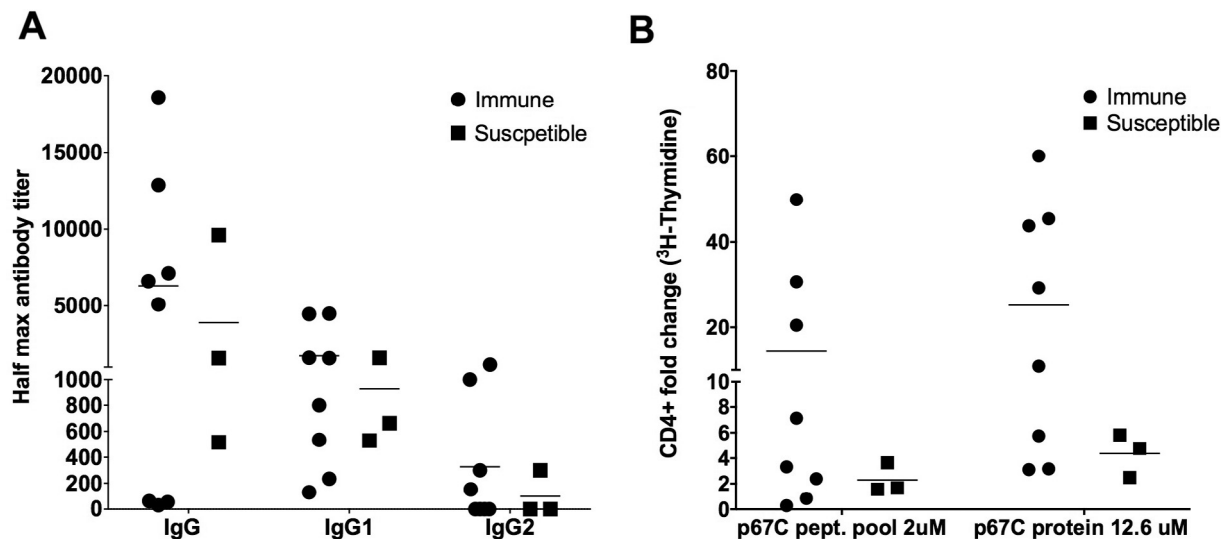 A
Half max antibody titer
20000
15000
10000
5000
1000
800
600
400
200
0
IgG
IgG1
IgG2
Immune
Suscpetible
B
CD4+ fold change (³H-Thymidine)
80
60
40
20
10
8
6
4
2
0
p67C pept. pool 2uM
p67C protein 12.6 uM
Immune
Susceptible